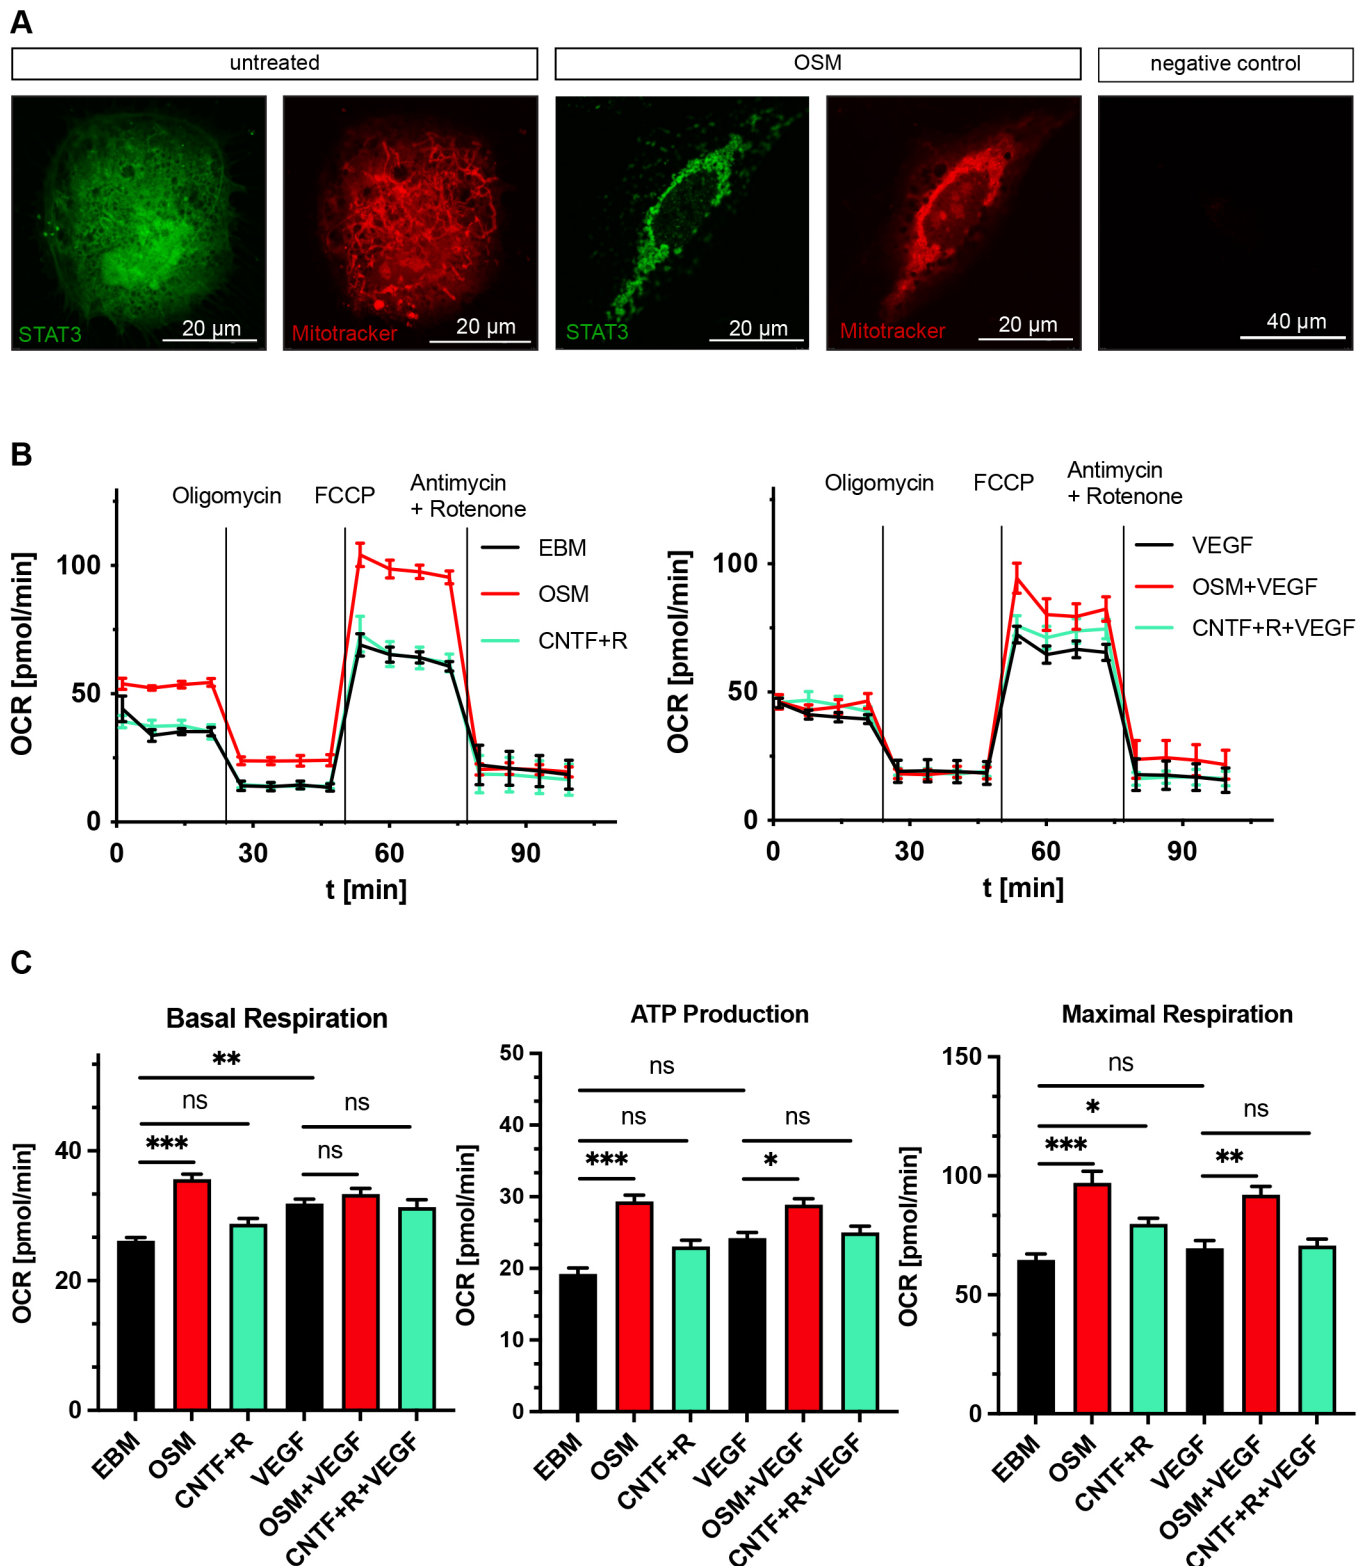 A
untreated
OSM
negative control
STAT3
20 µm
Mitotracker
20 µm
STAT3
20 µm
Mitotracker
20 µm
40 µm
B
OCR [pmol/min]
100
50
0
0
30
60
90
t [min]
Oligomycin
FCCP
Antimycin
+ Rotenone
EBM
OSM
CNTF+R
OCR [pmol/min]
100
50
0
0
30
60
90
t [min]
Oligomycin
FCCP
Antimycin
+ Rotenone
VEGF
OSM+VEGF
CNTF+R+VEGF
C
Basal Respiration
OCR [pmol/min]
40
20
0
**
ns
ns
***
ns
EBM
OSM
CNTF+R
VEGF
OSM+VEGF
CNTF+R+VEGF
ATP Production
OCR [pmol/min]
50
40
30
20
10
0
ns
ns
ns
***
*
EBM
OSM
CNTF+R
VEGF
OSM+VEGF
CNTF+R+VEGF
Maximal Respiration
OCR [pmol/min]
150
100
50
0
ns
*
ns
***
**
EBM
OSM
CNTF+R
VEGF
OSM+VEGF
CNTF+R+VEGF